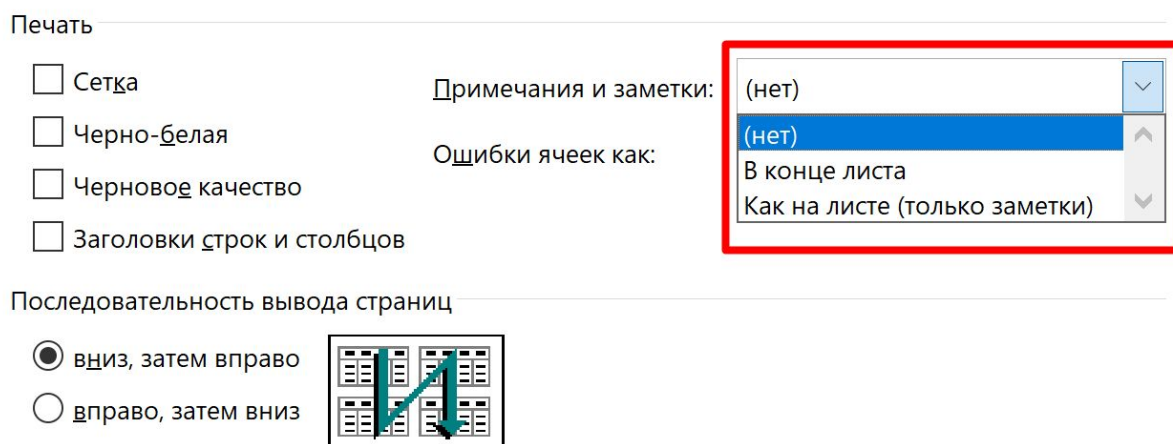 Печать
Сетка
Примечания и заметки: (нет)
Черно-белая
(нет)
Ошибки ячеек как:
В конце листа
Черновое качество
Как на листе (только заметки)
Заголовки строк и столбцов
Последовательность вывода страниц
вниз, затем вправо
вправо, затем вниз